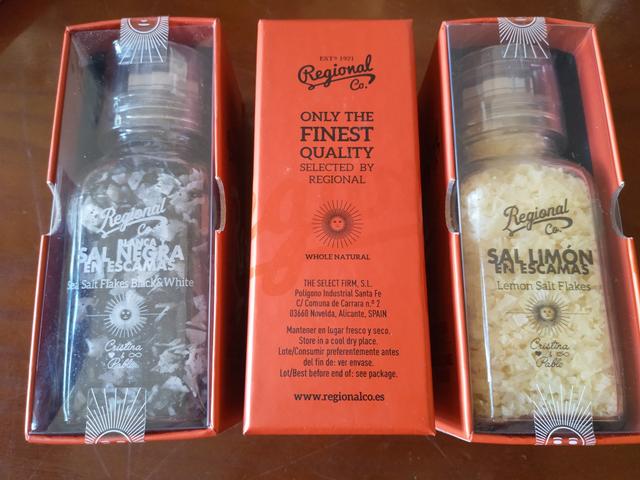 Regional
Co.
BLANCA
SAL NEGRA
EN ESCAMAS
Sea Salt Flakes Black&White
Cristina
&
Pablo
ESTº 1921
Regional
Co.
ONLY THE
FINEST
QUALITY
SELECTED BY
REGIONAL
WHOLE NATURAL
THE SELECT FIRM, S.L.
Polígono Industrial Santa Fe
C/ Comuna de Carrara n.º 2
03660 Novelda, Alicante, SPAIN
Mantener en lugar fresco y seco.
Store in a cool dry place.
Lote/Consumir preferentemente antes
del fin de: ver envase.
Lot/Best before end of: see package.
www.regionalco.es
Regional
Co.
SAL LIMÓN
EN ESCAMAS
Lemon Salt Flakes
Cristina
&
Pablo